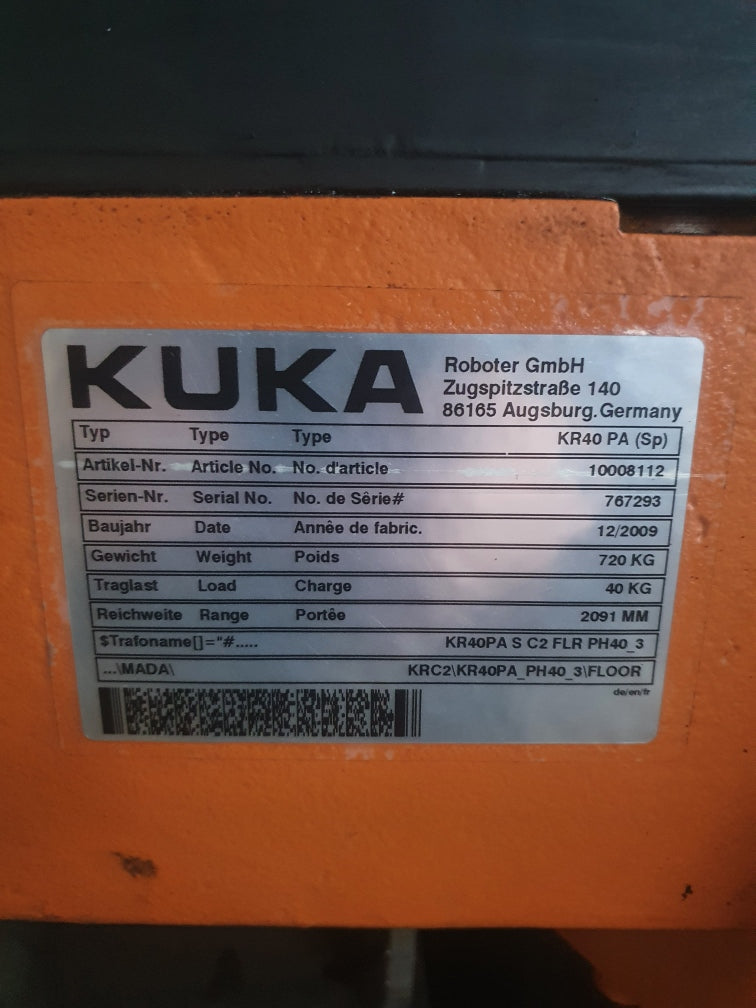 KUKA
Roboter GmbH
Zugspitzstraße 140
86165 Augsburg.Germany
Typ Type Type KR40 PA (Sp)
Artikel-Nr. Article No. No. d'article 10008112
Serien-Nr. Serial No. No. de Sêrie# 767293
Baujahr Date Annêe de fabric. 12/2009
Gewicht Weight Poids 720 KG
Traglast Load Charge 40 KG
Reichweite Range Portêe 2091 MM
$Trafoname[]="#..... KR40PA S C2 FLR PH40_3
...\MADA\ KRC2\KR40PA_PH40_3\FLOOR
de/en/fr